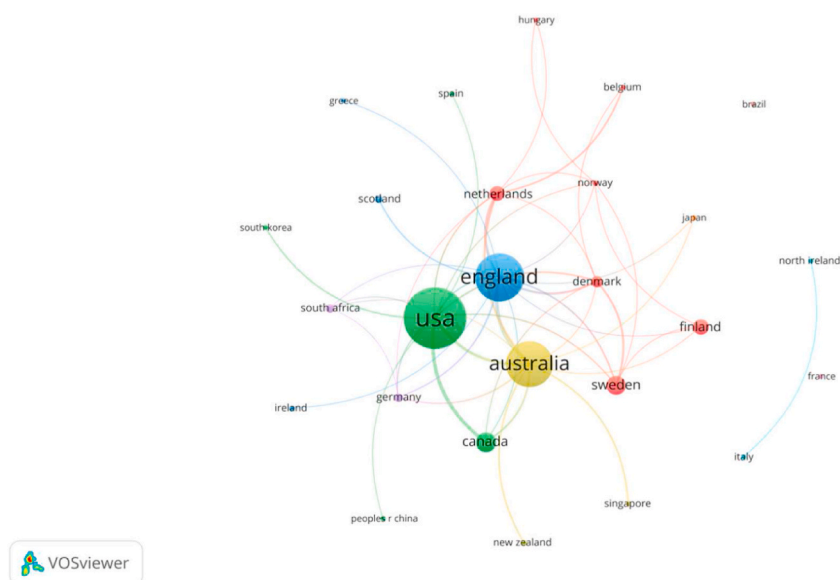 hungary
belgium
spain
greece
brazil
norway
netherlands
scotland
japan
south korea
north ireland
england
denmark
south africa
usa
finland
australia
france
sweden
germany
ireland
canada
italy
singapore
peoples r china
new zealand
VOSviewer